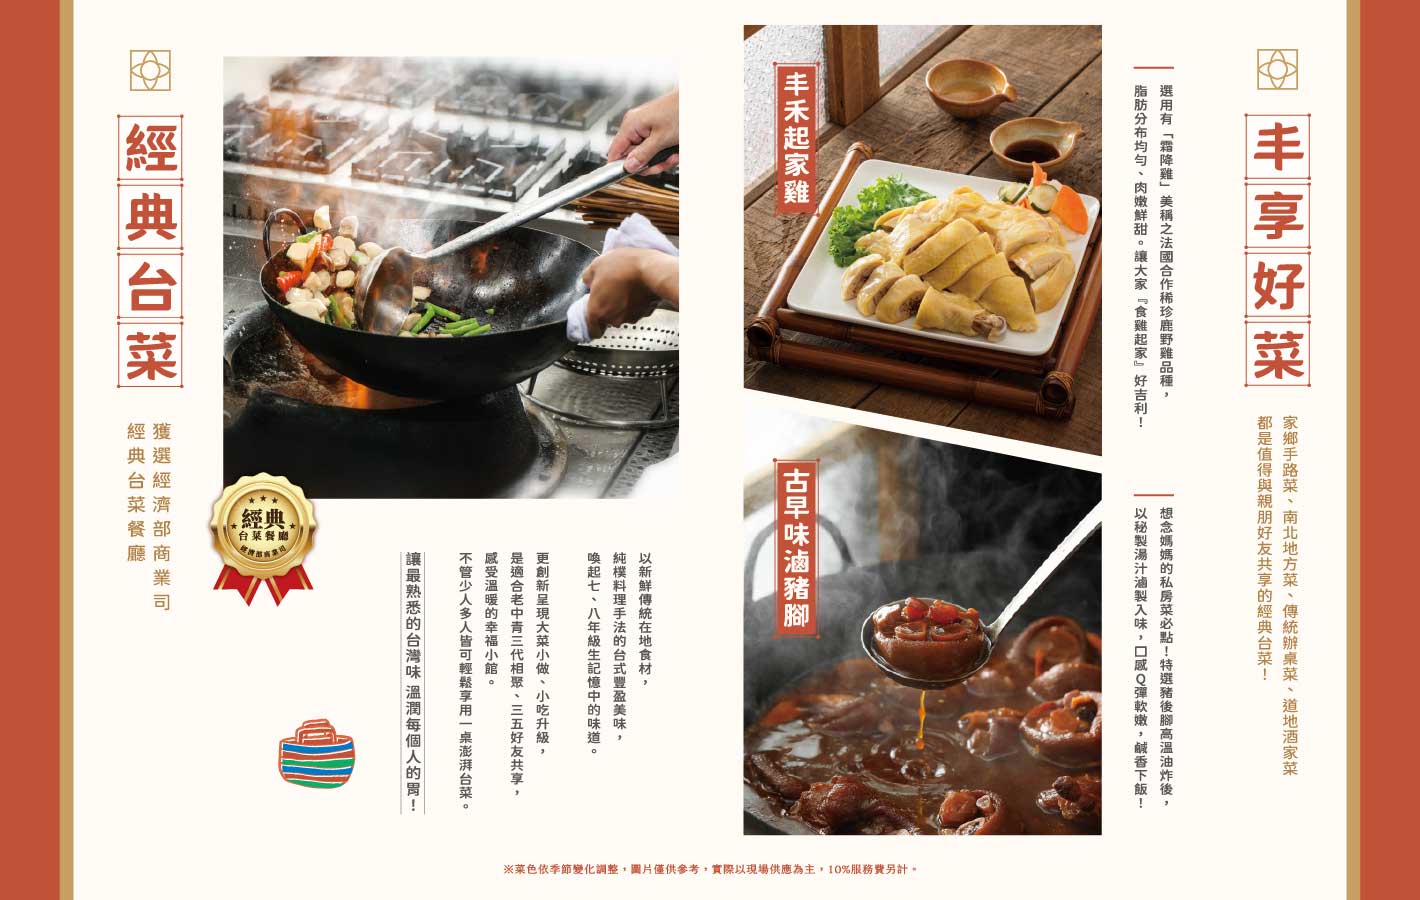 丰享好菜
家鄉手路菜、南北地方菜、傳統辦桌菜、道地酒家菜
都是值得與親朋好友共享的經典台菜！
選用有「霜降雞」美稱之法國合作稀珍鹿野雞品種，
脂肪分布均勻、肉嫩鮮甜。讓大家『食雞起家』好吉利！
丰禾起家雞
想念媽媽的私房菜必點！特選豬後腳高溫油炸後，
以秘製湯汁滷製入味，口感Q彈軟嫩，鹹香下飯！
古早味滷豬腳
以新鮮傳統在地食材，
純樸料理手法的台式豐盈美味，
喚起七、八年級生記憶中的味道。
更創新呈現大菜小做、小吃升級，
是適合老中青三代相聚、三五好友共享，
感受溫暖的幸福小館。
不管少人多人皆可輕鬆享用一桌澎湃台菜。
讓最熟悉的台灣味 溫潤每個人的胃！
經典
台菜餐廳
經濟部商業司
經典台菜
獲選經濟部商業司
經典台菜餐廳
※菜色依季節變化調整，圖片僅供參考，實際以現場供應為主，10%服務費另計。